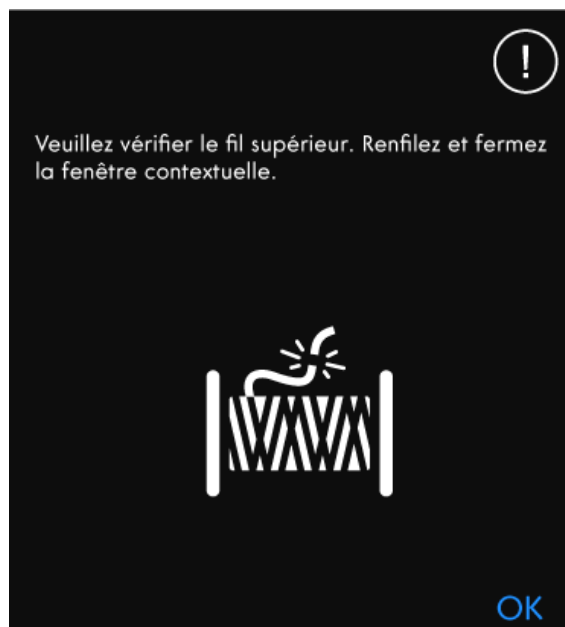 !
Veuillez vérifier le fil supérieur. Renfilez et fermez
la fenêtre contextuelle.
OK